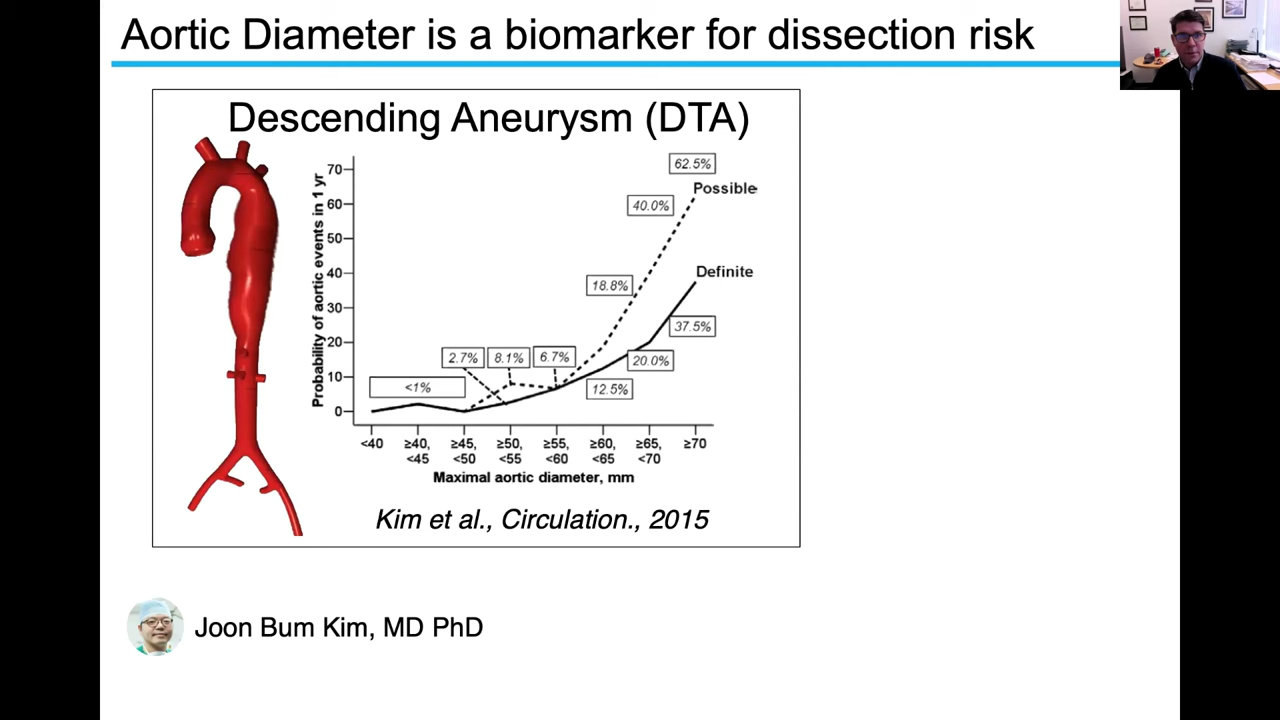 Aortic Diameter is a biomarker for dissection risk
Descending Aneurysm (DTA)
Probability of aortic events in 1 yr
70
60
50
40
30
20
10
0
62.5%
Possible
40.0%
18.8%
Definite
37.5%
2.7% 8.1% 6.7%
20.0%
<1%
12.5%
<40 ≥40, ≥45, ≥50, ≥55, ≥60, ≥65, ≥70
<45 <50 <55 <60 <65 <70
Maximal aortic diameter, mm
Kim et al., Circulation., 2015
Joon Bum Kim, MD PhD